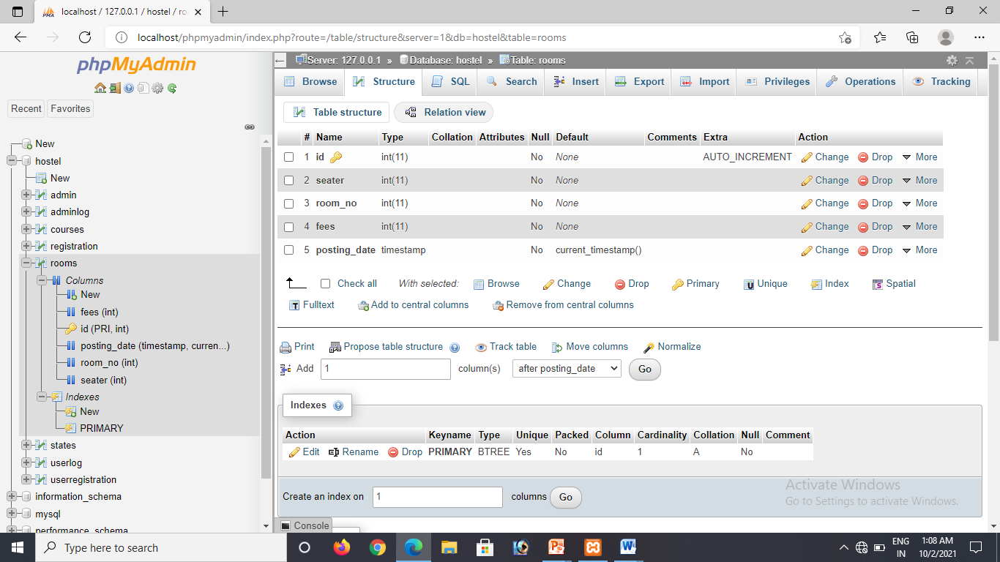 localhost / 127.0.0.1 / hostel / ro
localhost/phpmyadmin/index.php?route=/table/structure&server=1&db=hostel&table=rooms
phpMyAdmin
Recent Favorites
New
hostel
New
admin
adminlog
courses
registration
rooms
Columns
New
fees (int)
id (PRI, int)
posting_date (timestamp, curren...)
room_no (int)
seater (int)
Indexes
New
PRIMARY
states
userlog
userregistration
information_schema
mysql
performance_schema
Server: 127.0.0.1 » Database: hostel » Table: rooms
Browse Structure SQL Search Insert Export Import Privileges Operations Tracking
Table structure Relation view
# Name Type Collation Attributes Null Default Comments Extra Action
1 id int(11) No None AUTO_INCREMENT Change Drop More
2 seater int(11) No None Change Drop More
3 room_no int(11) No None Change Drop More
4 fees int(11) No None Change Drop More
5 posting_date timestamp No current_timestamp() Change Drop More
Check all With selected: Browse Change Drop Primary Unique Index Spatial
Fulltext Add to central columns Remove from central columns
Print Propose table structure Track table Move columns Normalize
Add 1 column(s) after posting_date Go
Indexes
Action Keyname Type Unique Packed Column Cardinality Collation Null Comment
Edit Rename Drop PRIMARY BTREE Yes No id 1 A No
Create an index on 1 columns Go
Activate Windows
Go to Settings to activate Windows.
Console
Type here to search
ENG
IN
1:08 AM
10/2/2021